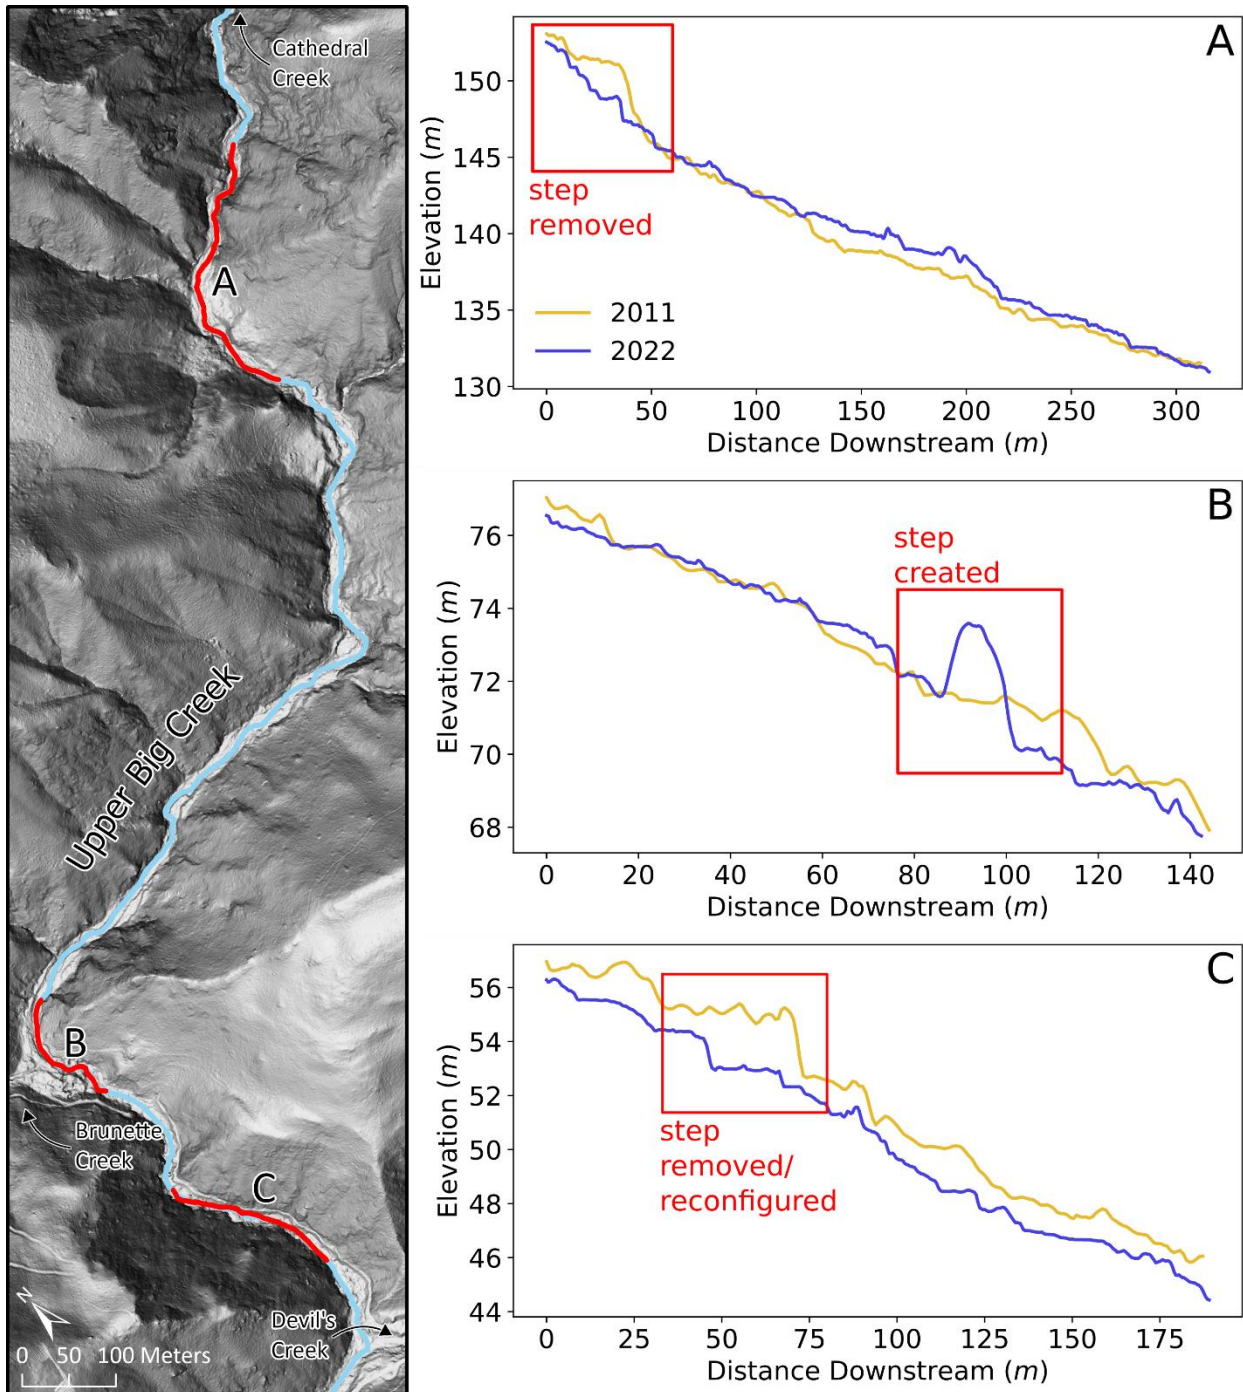 Cathedral
Creek
A
Upper Big Creek
B
Brunette
Creek
C
Devil's
Creek
N
0 50 100 Meters
A
150
145
140
135
130
Elevation (m)
step
removed
2011
2022
0 50 100 150 200 250 300
Distance Downstream (m)
B
76
74
72
70
68
Elevation (m)
step
created
0 20 40 60 80 100 120 140
Distance Downstream (m)
C
56
54
52
50
48
46
44
Elevation (m)
step
removed/
reconfigured
0 25 50 75 100 125 150 175
Distance Downstream (m)